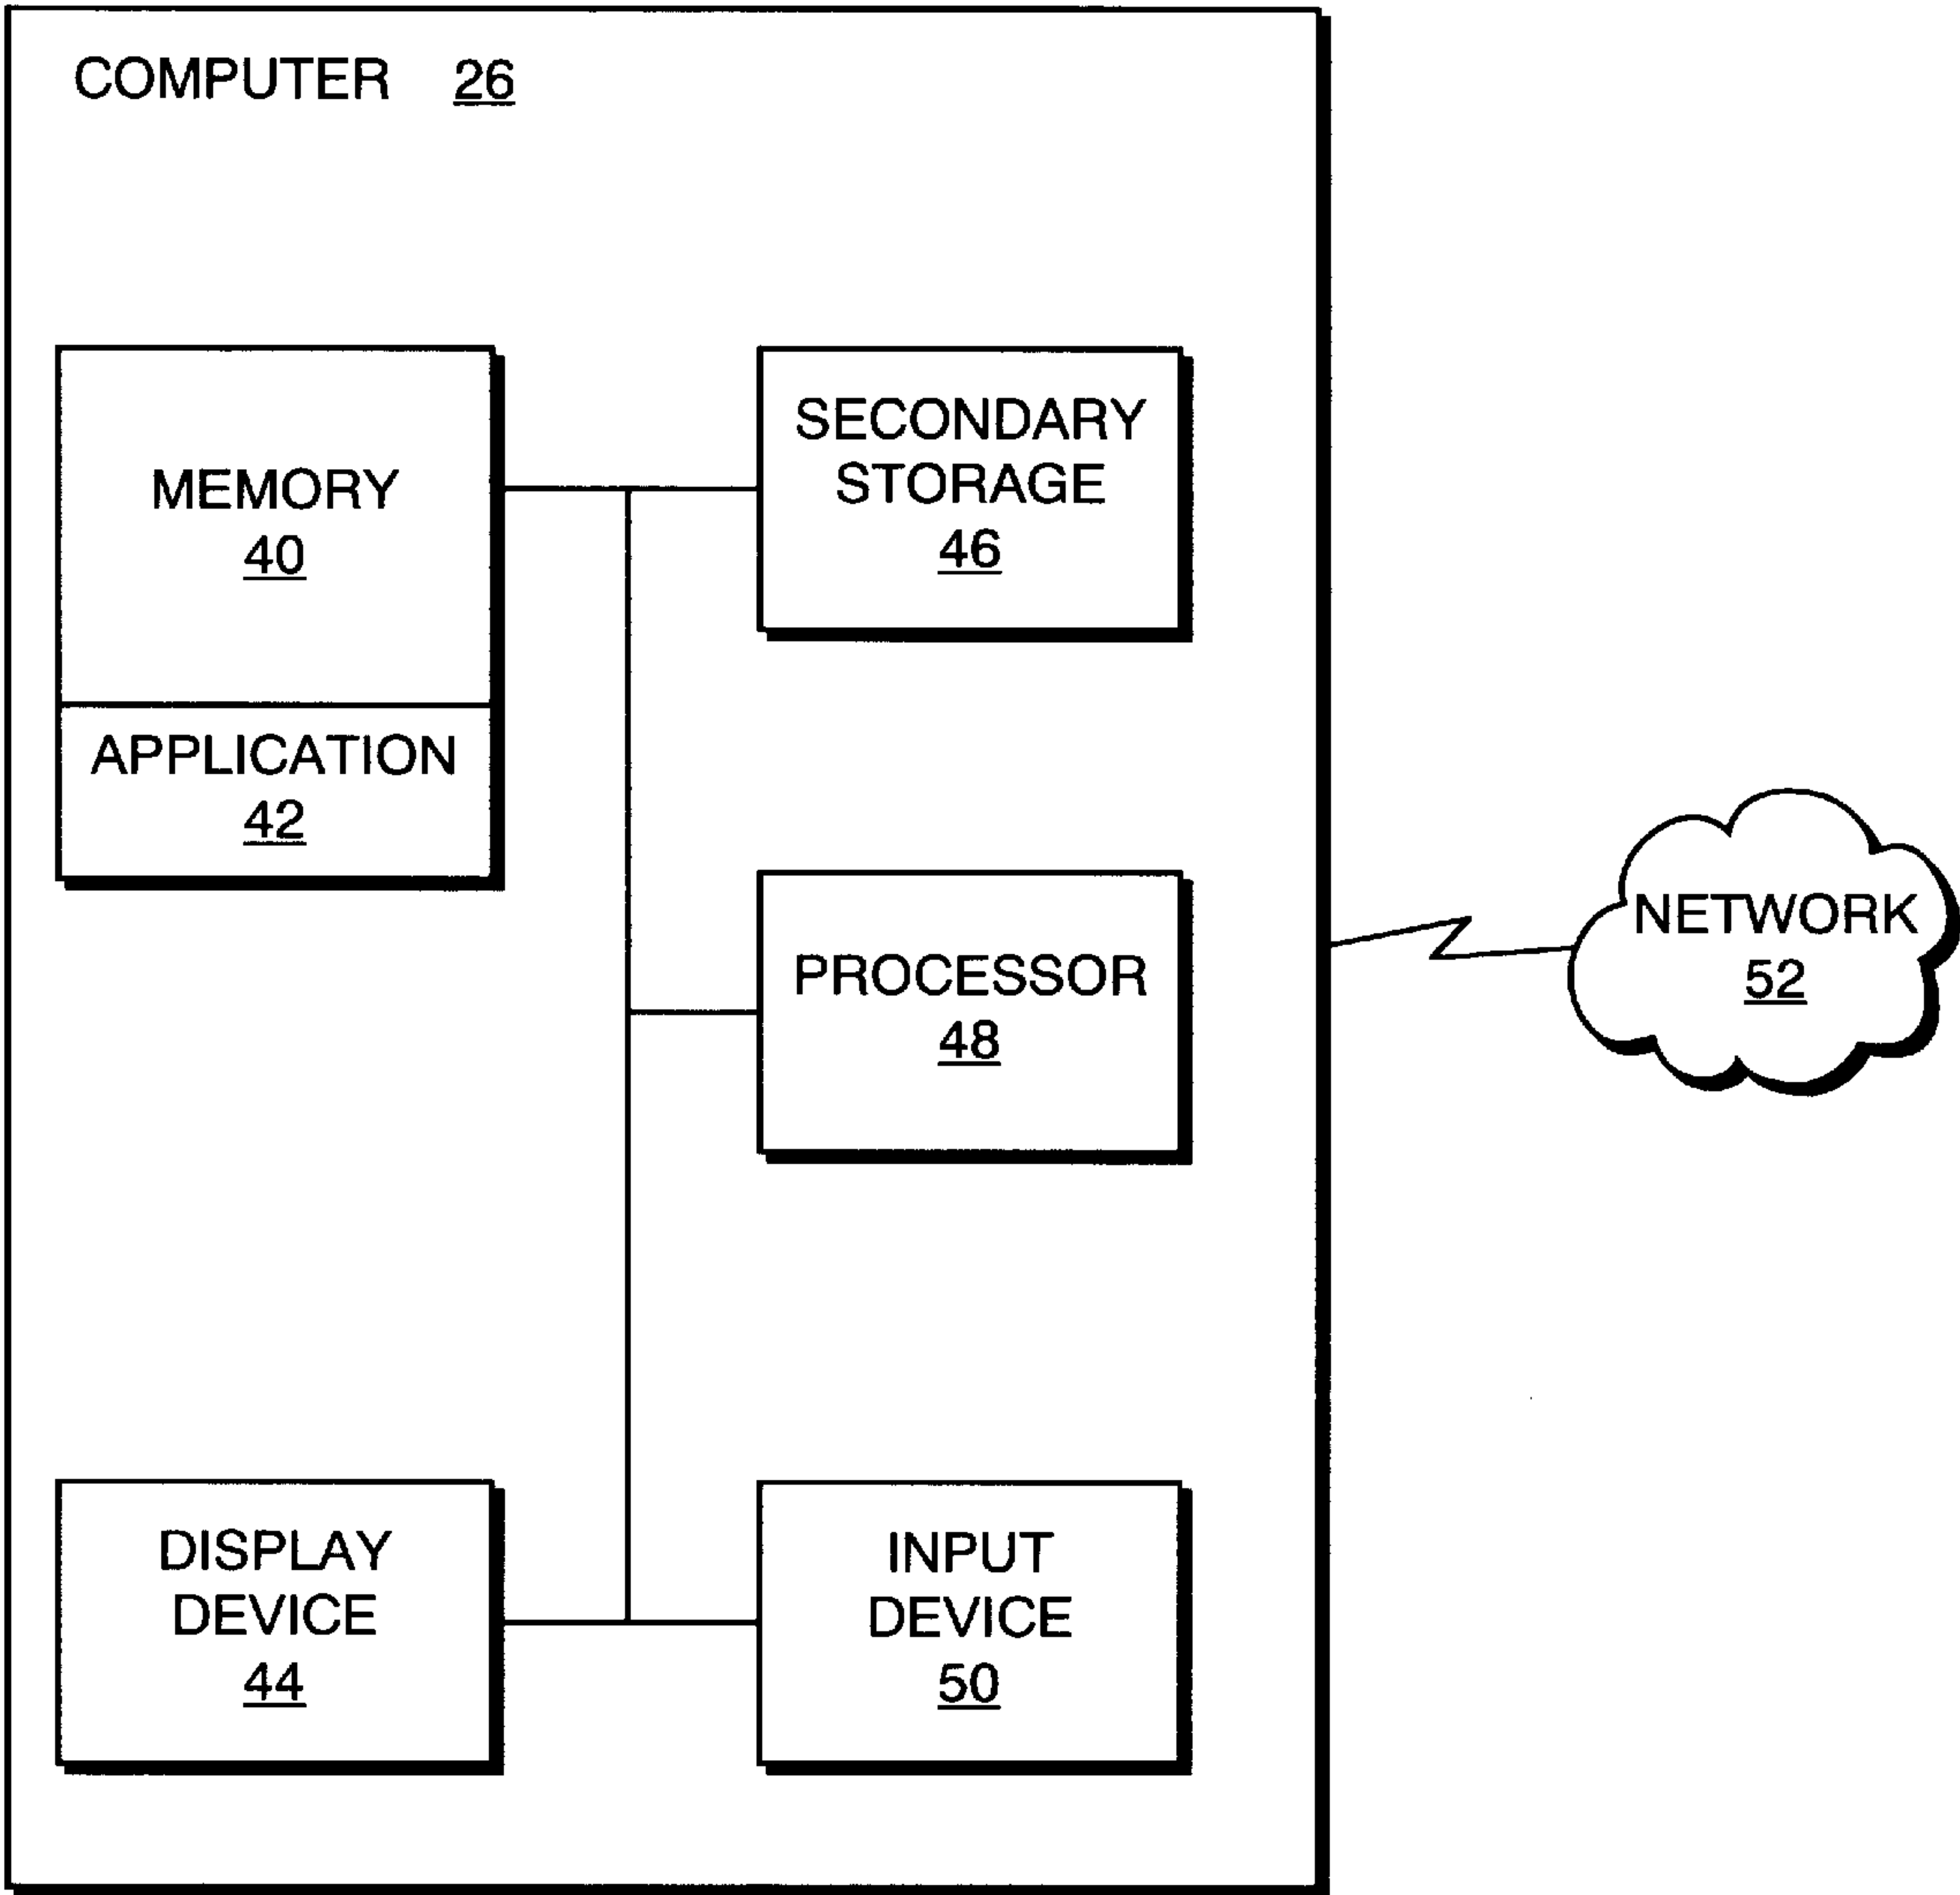 COMPUTER 26
MEMORY
40
APPLICATION
42
SECONDARY
STORAGE
46
PROCESSOR
48
DISPLAY
DEVICE
44
INPUT
DEVICE
50
NETWORK
52